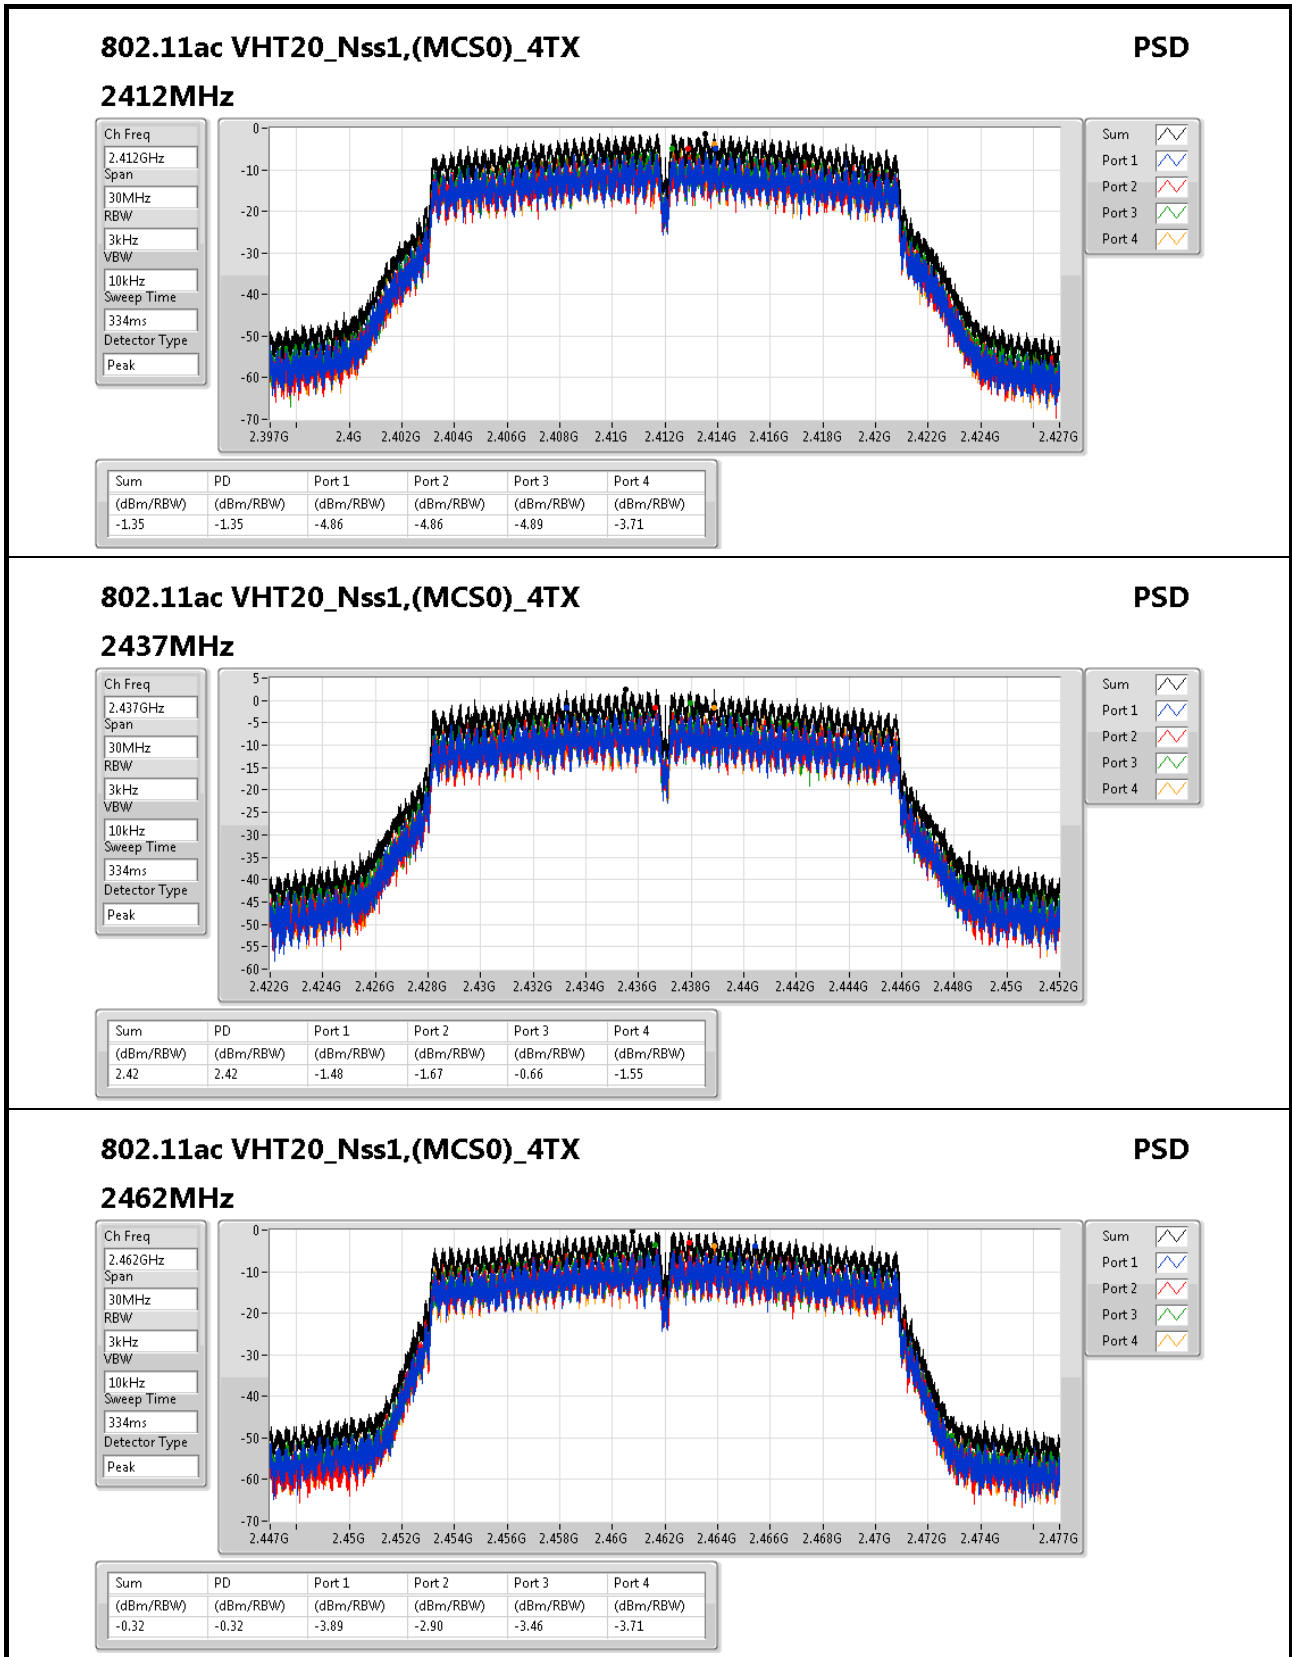 802.11ac VHT20_Nss1,(MCS0)_4TX PSD
2412MHz
Ch Freq
2.412GHz
Span
30MHz
RBW
3kHz
VBW
10kHz
Sweep Time
334ms
Detector Type
Peak
0
-10
-20
-30
-40
-50
-60
-70
2.397G 2.4G 2.402G 2.404G 2.406G 2.408G 2.41G 2.412G 2.414G 2.416G 2.418G 2.42G 2.422G 2.424G 2.427G
Sum
Port 1
Port 2
Port 3
Port 4
Sum PD Port 1 Port 2 Port 3 Port 4
(dBm/RBW) (dBm/RBW) (dBm/RBW) (dBm/RBW) (dBm/RBW) (dBm/RBW)
-1.35 -1.35 -4.86 -4.86 -4.89 -3.71
802.11ac VHT20_Nss1,(MCS0)_4TX PSD
2437MHz
Ch Freq
2.437GHz
Span
30MHz
RBW
3kHz
VBW
10kHz
Sweep Time
334ms
Detector Type
Peak
5
0
-5
-10
-15
-20
-25
-30
-35
-40
-45
-50
-55
-60
2.422G 2.424G 2.426G 2.428G 2.43G 2.432G 2.434G 2.436G 2.438G 2.44G 2.442G 2.444G 2.446G 2.448G 2.45G 2.452G
Sum
Port 1
Port 2
Port 3
Port 4
Sum PD Port 1 Port 2 Port 3 Port 4
(dBm/RBW) (dBm/RBW) (dBm/RBW) (dBm/RBW) (dBm/RBW) (dBm/RBW)
2.42 2.42 -1.48 -1.67 -0.66 -1.55
802.11ac VHT20_Nss1,(MCS0)_4TX PSD
2462MHz
Ch Freq
2.462GHz
Span
30MHz
RBW
3kHz
VBW
10kHz
Sweep Time
334ms
Detector Type
Peak
0
-10
-20
-30
-40
-50
-60
-70
2.447G 2.45G 2.452G 2.454G 2.456G 2.458G 2.46G 2.462G 2.464G 2.466G 2.468G 2.47G 2.472G 2.474G 2.477G
Sum
Port 1
Port 2
Port 3
Port 4
Sum PD Port 1 Port 2 Port 3 Port 4
(dBm/RBW) (dBm/RBW) (dBm/RBW) (dBm/RBW) (dBm/RBW) (dBm/RBW)
-0.32 -0.32 -3.89 -2.90 -3.46 -3.71